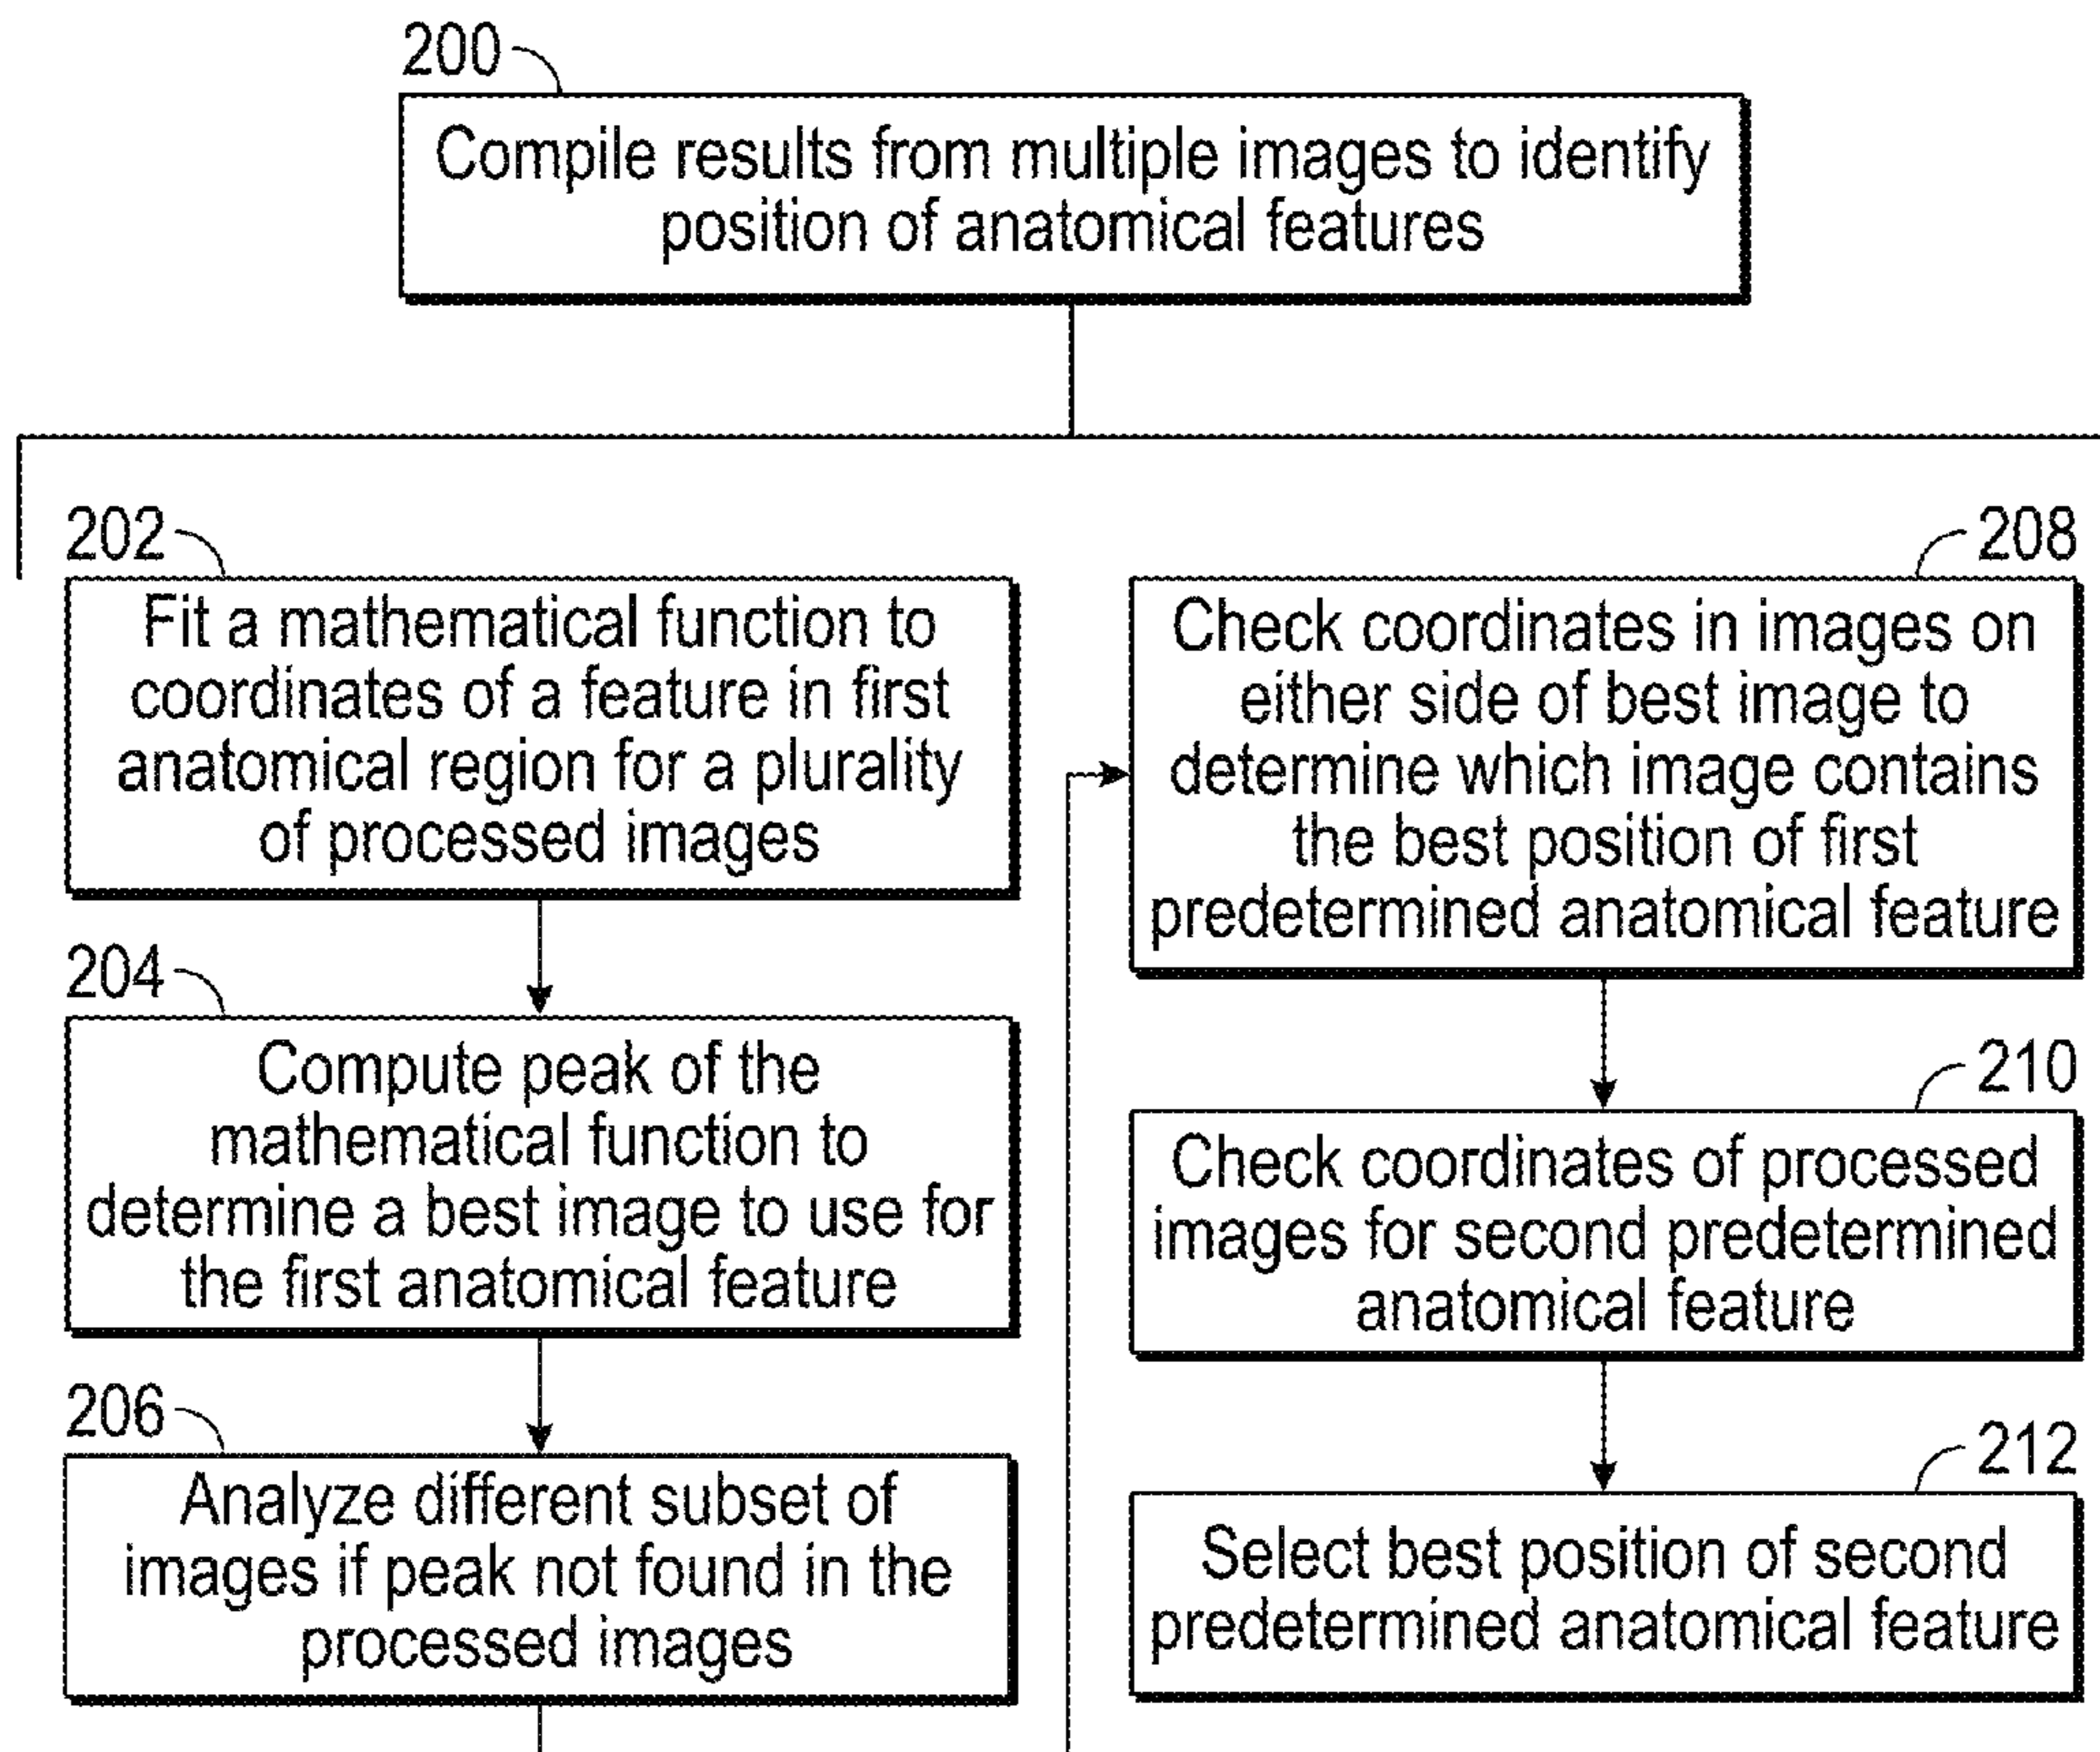 200
Compile results from multiple images to identify
position of anatomical features
202
Fit a mathematical function to
coordinates of a feature in first
anatomical region for a plurality
of processed images
204
Compute peak of the
mathematical function to
determine a best image to use for
the first anatomical feature
206
Analyze different subset of
images if peak not found in the
processed images
208
Check coordinates in images on
either side of best image to
determine which image contains
the best position of first
predetermined anatomical feature
210
Check coordinates of processed
images for second predetermined
anatomical feature
212
Select best position of second
predetermined anatomical feature